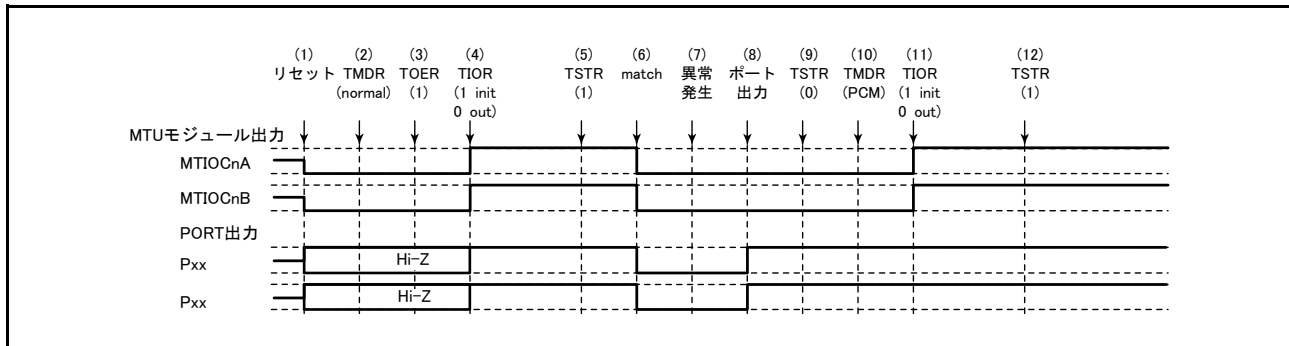 (1) (2) (3) (4) (5) (6) (7) (8) (9) (10) (11) (12)
リセット TMDR TOER TIOR TSTR match 異常 ポート TSTR TMDR TIOR TSTR
(normal) (1) (1 init (1) 発生 出力 (0) (PCM) (1 init (1)
0 out) 0 out)
MTUモジュール出力
MTIOCnA
MTIOCnB
PORT出力
Pxx Hi-Z
Pxx Hi-Z